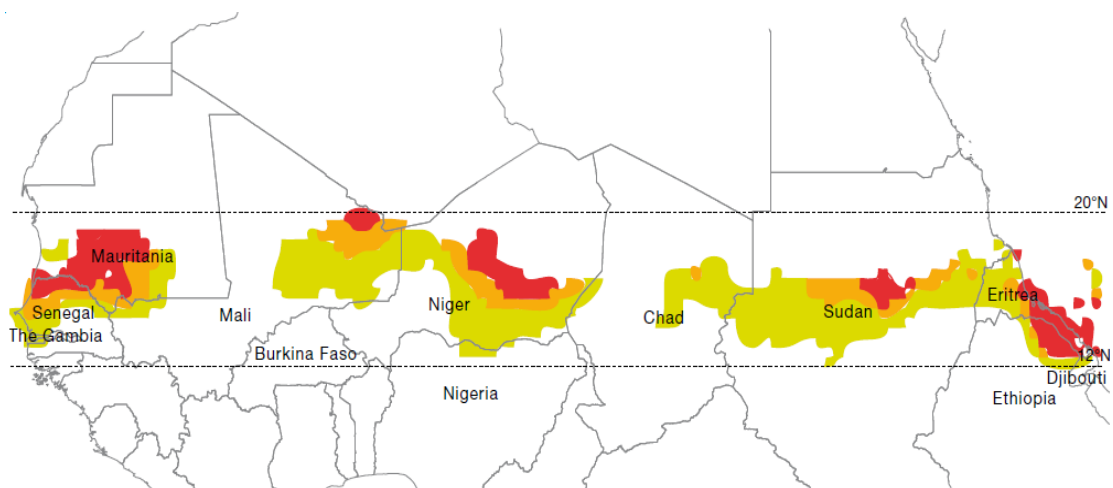 20°N
Mauritania
Eritrea
Niger
Senegal
Mali
Chad
Sudan
The Gambia
Burkina Faso
12°N
Djibouti
Nigeria
Ethiopia